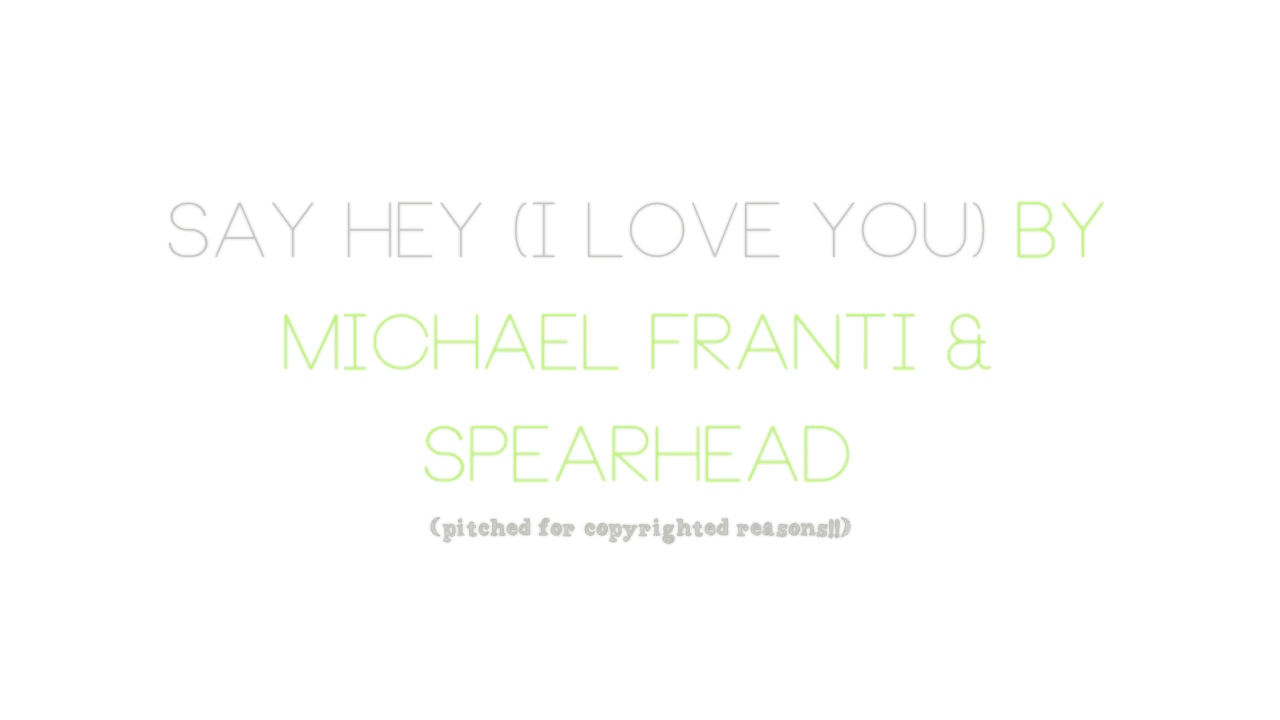 SAY HEY (I LOVE YOU) BY
MICHAEL FRANTI &
SPEARHEAD
(pitched for copyrighted reasons!!)